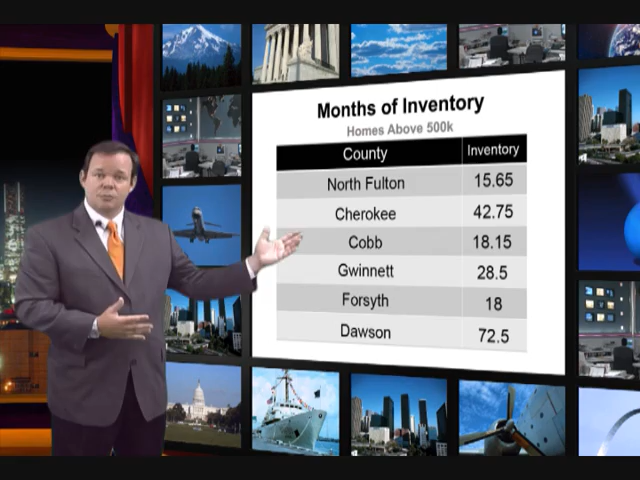 Months of Inventory
Homes Above 500k
County Inventory
North Fulton 15.65
Cherokee 42.75
Cobb 18.15
Gwinnett 28.5
Forsyth 18
Dawson 72.5